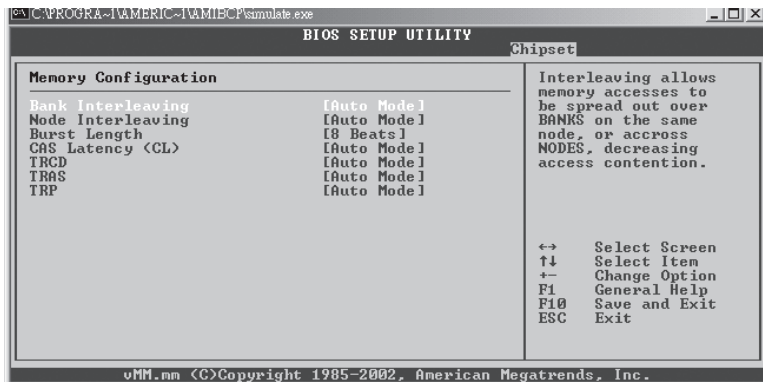 C:\PROGRA~1\AMERIC~1\AMIBCP\simulate.exe
BIOS SETUP UTILITY
Chipset
Memory Configuration
Bank Interleaving [Auto Mode]
Node Interleaving [Auto Mode]
Burst Length [8 Beats]
CAS Latency (CL) [Auto Mode]
TRCD [Auto Mode]
TRAS [Auto Mode]
TRP [Auto Mode]
Interleaving allows
memory accesses to
be spread out over
BANKS on the same
node, or accross
NODES, decreasing
access contention.
↔ Select Screen
↑↓ Select Item
+- Change Option
F1 General Help
F10 Save and Exit
ESC Exit
vMM.mm (C)Copyright 1985-2002, American Megatrends, Inc.